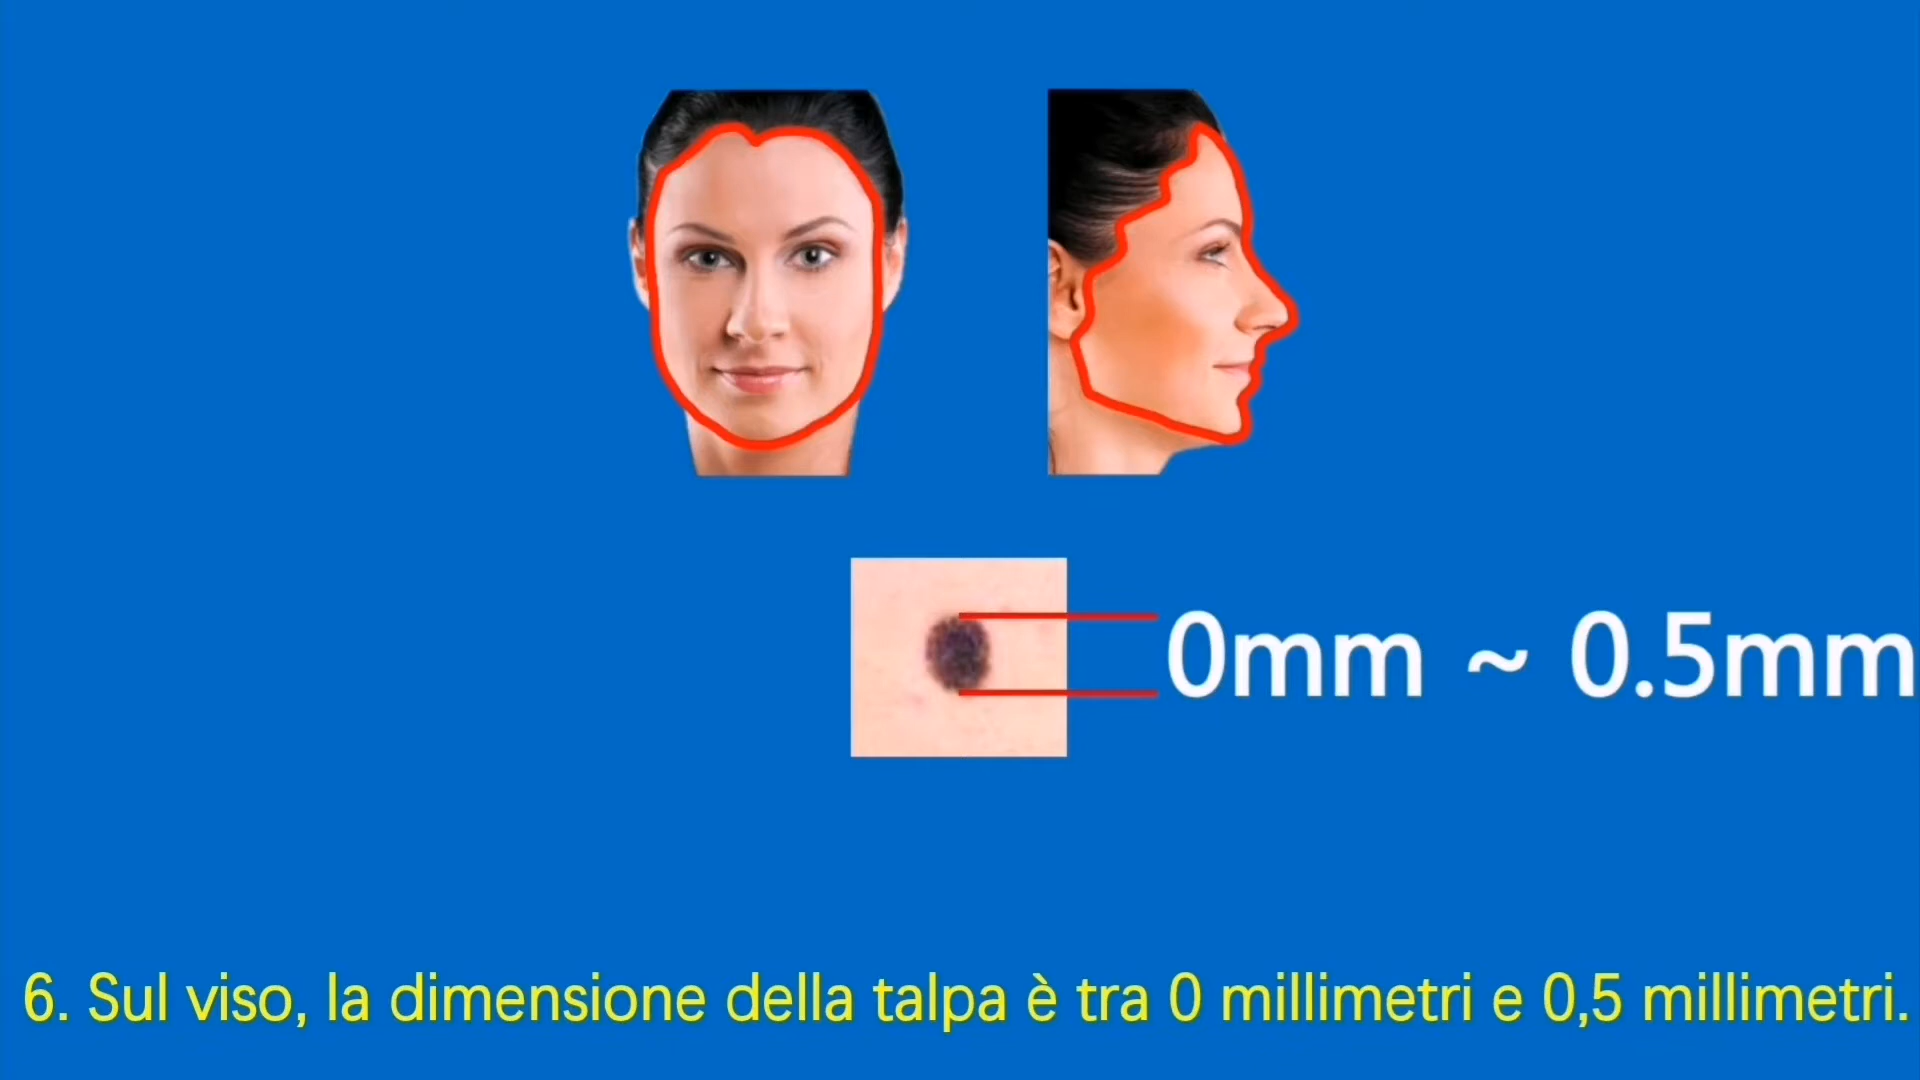 0mm ~ 0.5mm
6. Sul viso, la dimensione della talpa è tra 0 millimetri e 0,5 millimetri.